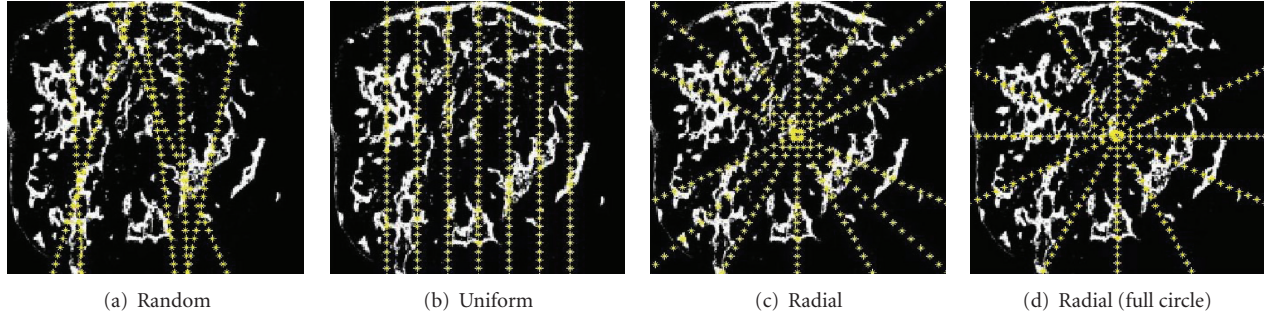 (a) Random
(b) Uniform
(c) Radial
(d) Radial (full circle)